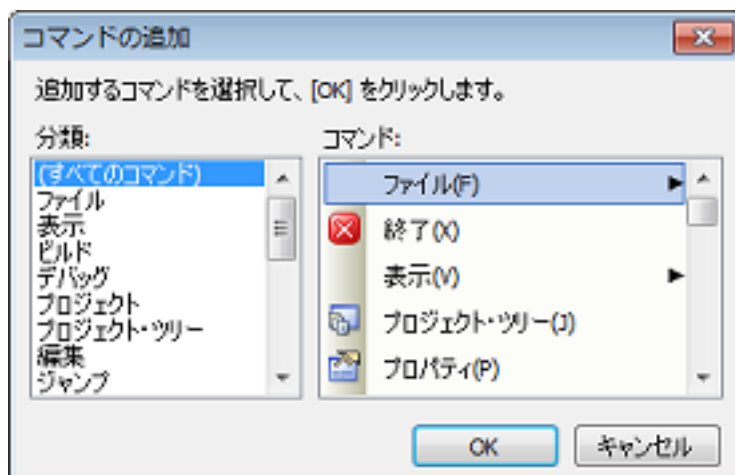 コマンドの追加
追加するコマンドを選択して、[OK] をクリックします。
分類:
(すべてのコマンド)
ファイル
表示
ビルド
デバッグ
プロジェクト
プロジェクト・ツリー
編集
ジャンプ
コマンド:
ファイル(F)
終了(X)
表示(V)
プロジェクト・ツリー(J)
プロパティ(P)
OK
キャンセル